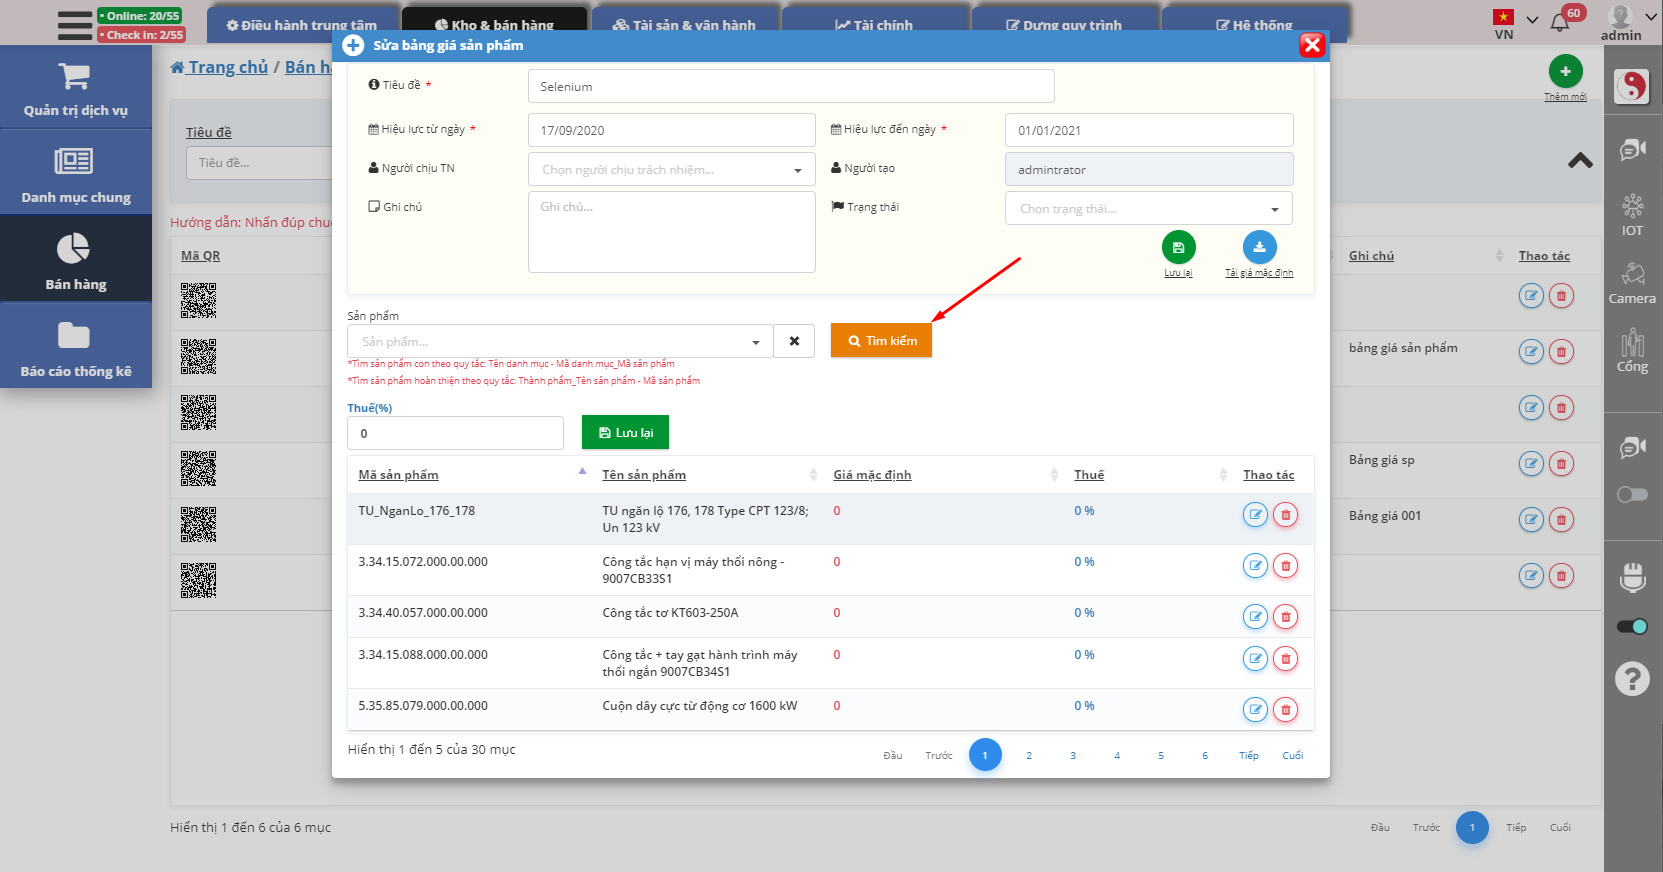 • Online: 20/55
• Check in: 2/55
Điều hành trung tâm
Kho & bán hàng
Tài sản & vận hành
Tài chính
Dựng quy trình
Hệ thống
VN
60
admin
Quản trị dịch vụ
Danh mục chung
Bán hàng
Báo cáo thống kê
Trang chủ / Bán h
Thêm mới
Tiêu đề
Tiêu đề...
Hướng dẫn: Nhấn đúp chu
Mã QR
Ghi chú
Thao tác
bảng giá sản phẩm
Bảng giá sp
Bảng giá 001
Hiển thị 1 đến 6 của 6 mục
Đầu
Trước
1
Tiếp
Cuối
IOT
Camera
Cổng
Sửa bảng giá sản phẩm
Tiêu đề *
Selenium
Hiệu lực từ ngày *
17/09/2020
Hiệu lực đến ngày *
01/01/2021
Người chịu TN
Chọn người chịu trách nhiệm...
Người tạo
admintrator
Ghi chú
Ghi chú...
Trạng thái
Chọn trạng thái...
Lưu lại
Tải giá mặc định
Sản phẩm
Sản phẩm...
Tìm kiếm
*Tìm sản phẩm con theo quy tắc: Tên danh mục - Mã danh mục_Mã sản phẩm
*Tìm sản phẩm hoàn thiện theo quy tắc: Thành phẩm_Tên sản phẩm - Mã sản phẩm
Thuế(%)
0
Lưu lại
Mã sản phẩm
Tên sản phẩm
Giá mặc định
Thuế
Thao tác
TU_NganLo_176_178
TU ngăn lộ 176, 178 Type CPT 123/8;
Un 123 kV
0
0 %
3.34.15.072.000.00.000
Công tắc hạn vị máy thổi nông -
9007CB33S1
0
0 %
3.34.40.057.000.00.000
Công tắc tơ KT603-250A
0
0 %
3.34.15.088.000.00.000
Công tắc + tay gạt hành trình máy
thổi ngắn 9007CB34S1
0
0 %
5.35.85.079.000.00.000
Cuộn dây cực từ động cơ 1600 kW
0
0 %
Hiển thị 1 đến 5 của 30 mục
Đầu
Trước
1
2
3
4
5
6
Tiếp
Cuối